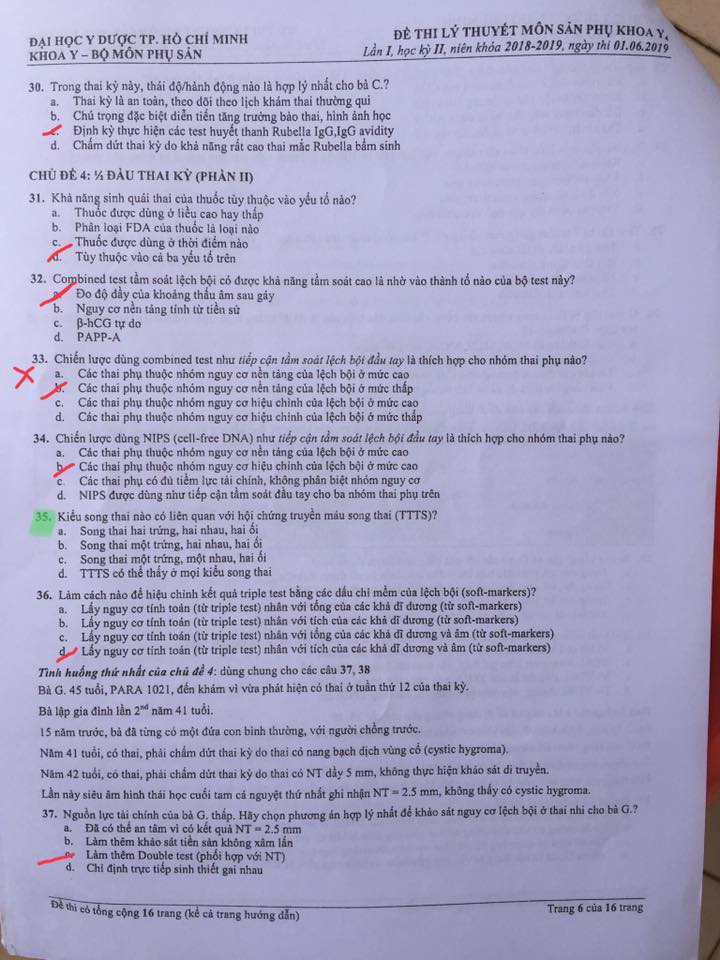 ĐẠI HỌC Y DƯỢC TP. HỒ CHÍ MINH
KHOA Y – BỘ MÔN PHỤ SẢN
ĐỀ THI LÝ THUYẾT MÔN SẢN PHỤ KHOA Y4
Lần I, học kỳ II, niên khóa 2018-2019, ngày thi 01.06.2019
30. Trong thai kỳ này, thái độ/hành động nào là hợp lý nhất cho bà C.?
a. Thai kỳ là an toàn, theo dõi theo lịch khám thai thường qui
b. Chú trọng đặc biệt diễn tiến tăng trưởng bào thai, hình ảnh học
c. Định kỳ thực hiện các test huyết thanh Rubella IgG,IgG avidity
d. Chấm dứt thai kỳ do khả năng rất cao thai mắc Rubella bẩm sinh
CHỦ ĐỀ 4: ½ ĐẦU THAI KỲ (PHẦN II)
31. Khả năng sinh quái thai của thuốc tùy thuộc vào yếu tố nào?
a. Thuốc được dùng ở liều cao hay thấp
b. Phân loại FDA của thuốc là loại nào
c. Thuốc được dùng ở thời điểm nào
d. Tùy thuộc vào cả ba yếu tố trên
32. Combined test tầm soát lệch bội có được khả năng tầm soát cao là nhờ vào thành tố nào của bộ test này?
a. Đo độ dầy của khoảng thấu âm sau gáy
b. Nguy cơ nền tảng tính từ tiền sử
c. β-hCG tự do
d. PAPP-A
33. Chiến lược dùng combined test như tiếp cận tầm soát lệch bội đầu tay là thích hợp cho nhóm thai phụ nào?
a. Các thai phụ thuộc nhóm nguy cơ nền tảng của lệch bội ở mức cao
b. Các thai phụ thuộc nhóm nguy cơ nền tảng của lệch bội ở mức thấp
c. Các thai phụ thuộc nhóm nguy cơ hiệu chỉnh của lệch bội ở mức cao
d. Các thai phụ thuộc nhóm nguy cơ hiệu chỉnh của lệch bội ở mức thấp
34. Chiến lược dùng NIPS (cell-free DNA) như tiếp cận tầm soát lệch bội đầu tay là thích hợp cho nhóm thai phụ nào?
a. Các thai phụ thuộc nhóm nguy cơ nền tảng của lệch bội ở mức cao
b. Các thai phụ thuộc nhóm nguy cơ hiệu chỉnh của lệch bội ở mức cao
c. Các thai phụ có đủ tiềm lực tài chính, không phân biệt nhóm nguy cơ
d. NIPS được dùng như tiếp cận tầm soát đầu tay cho ba nhóm thai phụ trên
35. Kiểu song thai nào có liên quan với hội chứng truyền máu song thai (TTTS)?
a. Song thai hai trứng, hai nhau, hai ối
b. Song thai một trứng, hai nhau, hai ối
c. Song thai một trứng, một nhau, hai ối
d. TTTS có thể thấy ở mọi kiểu song thai
36. Làm cách nào để hiệu chỉnh kết quả triple test bằng các dấu chỉ mềm của lệch bội (soft-markers)?
a. Lấy nguy cơ tính toán (từ triple test) nhân với tổng của các khả dĩ dương (từ soft-markers)
b. Lấy nguy cơ tính toán (từ triple test) nhân với tích của các khả dĩ dương (từ soft-markers)
c. Lấy nguy cơ tính toán (từ triple test) nhân với tổng của các khả dĩ dương và âm (từ soft-markers)
d. Lấy nguy cơ tính toán (từ triple test) nhân với tích của các khả dĩ dương và âm (từ soft-markers)
Tình huống thứ nhất của chủ đề 4: dùng chung cho các câu 37, 38
Bà G. 45 tuổi, PARA 1021, đến khám vì vừa phát hiện có thai ở tuần thứ 12 của thai kỳ.
Bà lập gia đình lần 2nd năm 41 tuổi.
15 năm trước, bà đã từng có một đứa con bình thường, với người chồng trước.
Năm 41 tuổi, có thai, phải chấm dứt thai kỳ do thai có nang bạch dịch vùng cổ (cystic hygroma).
Năm 42 tuổi, có thai, phải chấm dứt thai kỳ do thai có NT dầy 5 mm, không thực hiện khảo sát di truyền.
Lần này siêu âm hình thái học cuối tam cá nguyệt thứ nhất ghi nhận NT = 2.5 mm, không thấy có cystic hygroma.
37. Nguồn lực tài chính của bà G. thấp. Hãy chọn phương án hợp lý nhất để khảo sát nguy cơ lệch bội ở thai nhi cho bà G.?
a. Đã có thể an tâm vì có kết quả NT = 2.5 mm
b. Làm thêm khảo sát tiền sản không xâm lấn
c. Làm thêm Double test (phối hợp với NT)
d. Chỉ định trực tiếp sinh thiết gai nhau
Đề thi có tổng cộng 16 trang (kể cả trang hướng dẫn)
Trang 6 của 16 trang